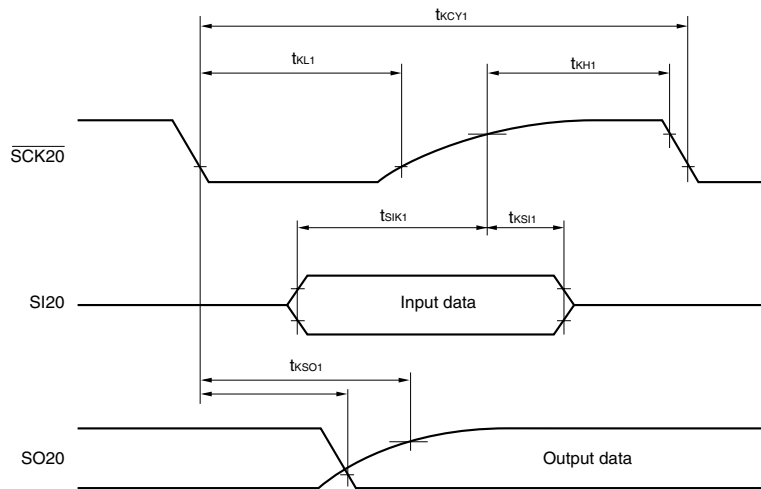 tKCY1
tKL1
tKH1
SCK20
tSIK1
tKSI1
SI20
Input data
tKSO1
SO20
Output data